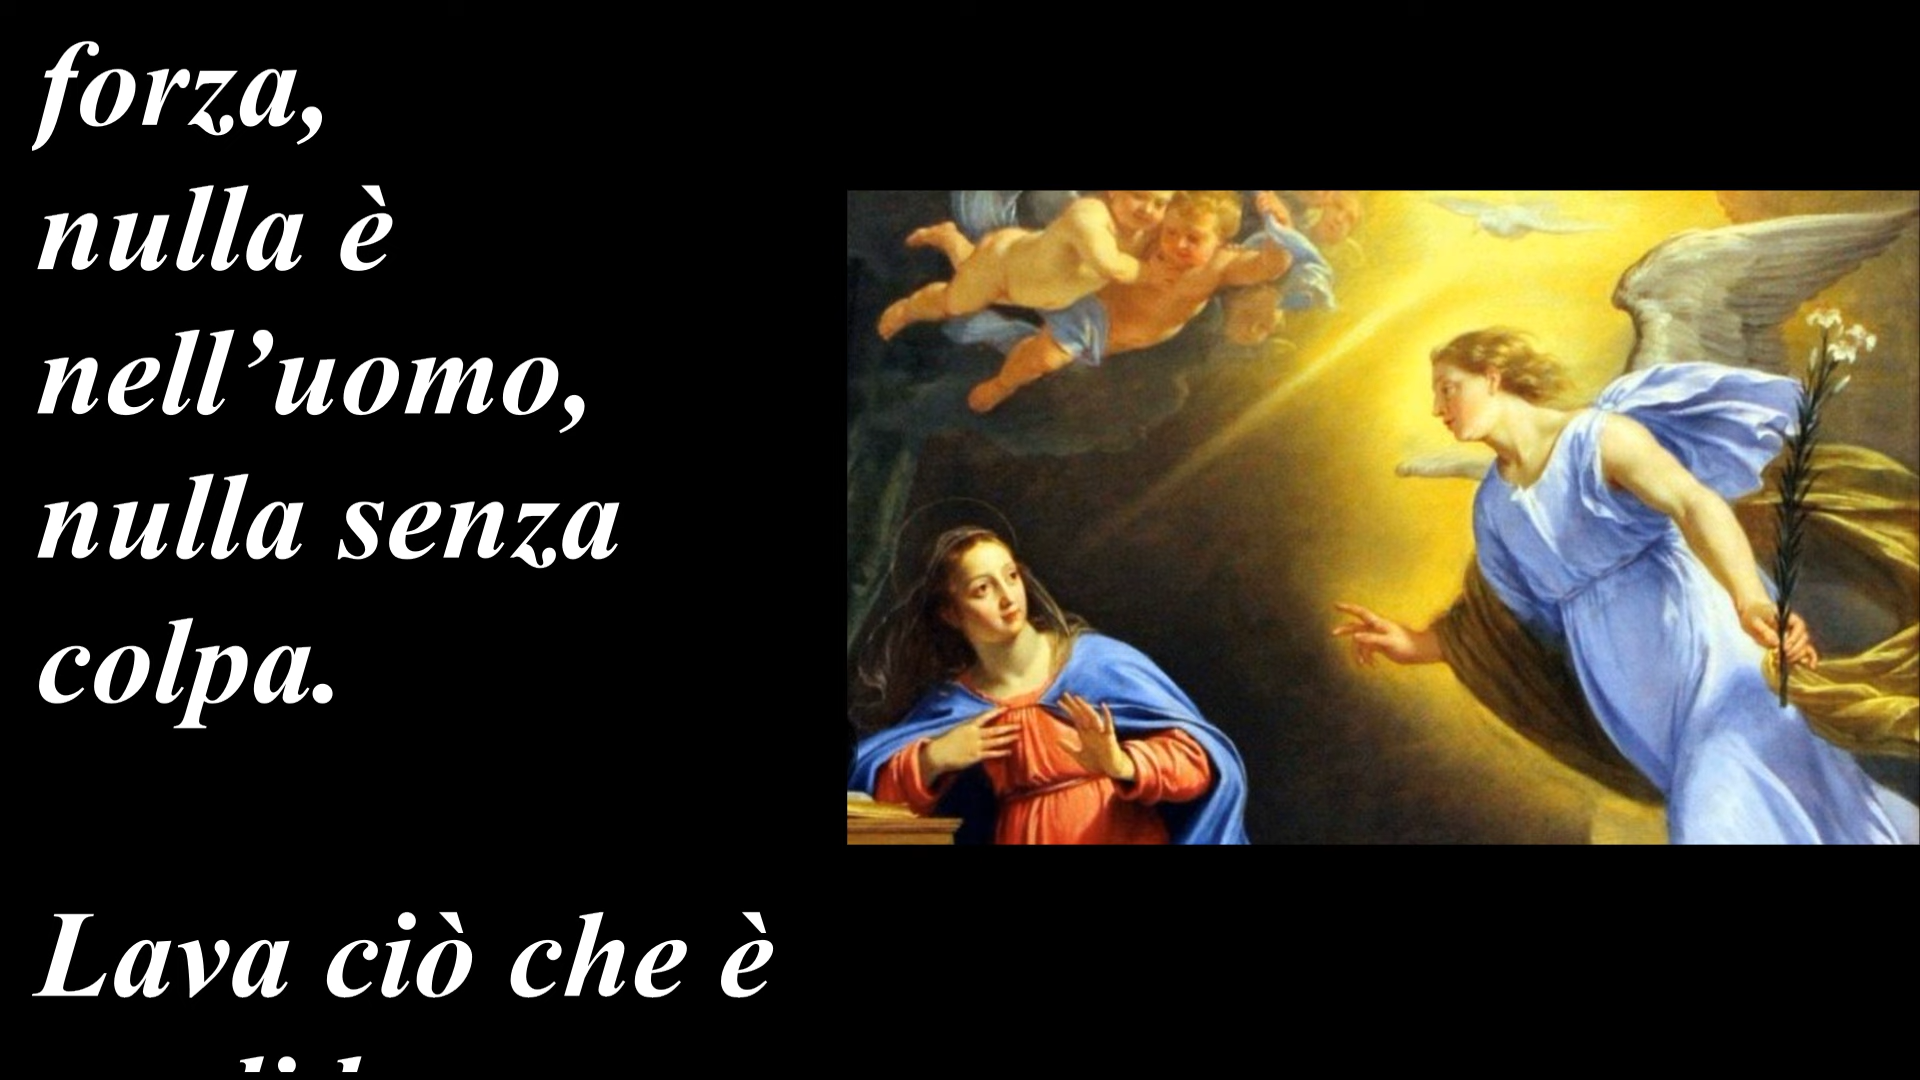 forza,
nulla è
nell’uomo,
nulla senza
colpa.
Lava ciò che è